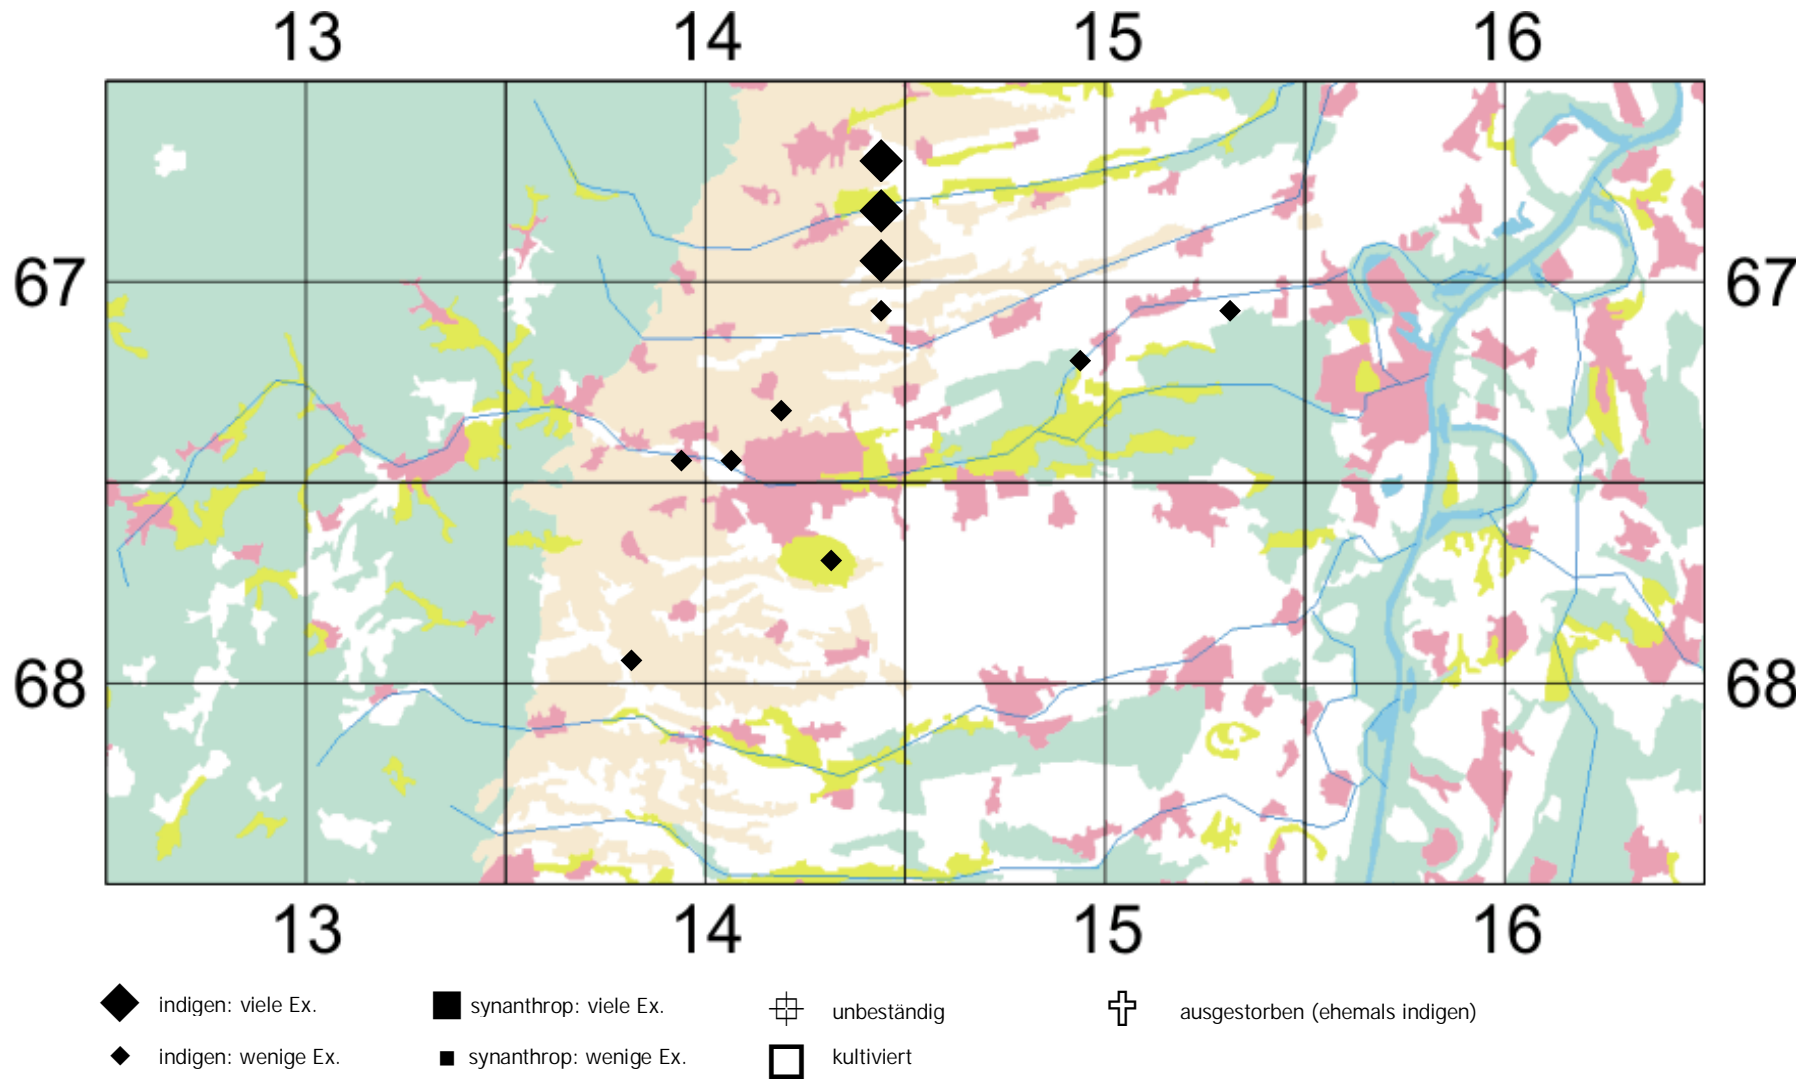 13 14 15 16
67 67
68 68
13 14 15 16
indigen: viele Ex. synanthrop: viele Ex. unbeständig ausgestorben (ehemals indigen)
indigen: wenige Ex. synanthrop: wenige Ex. kultiviert